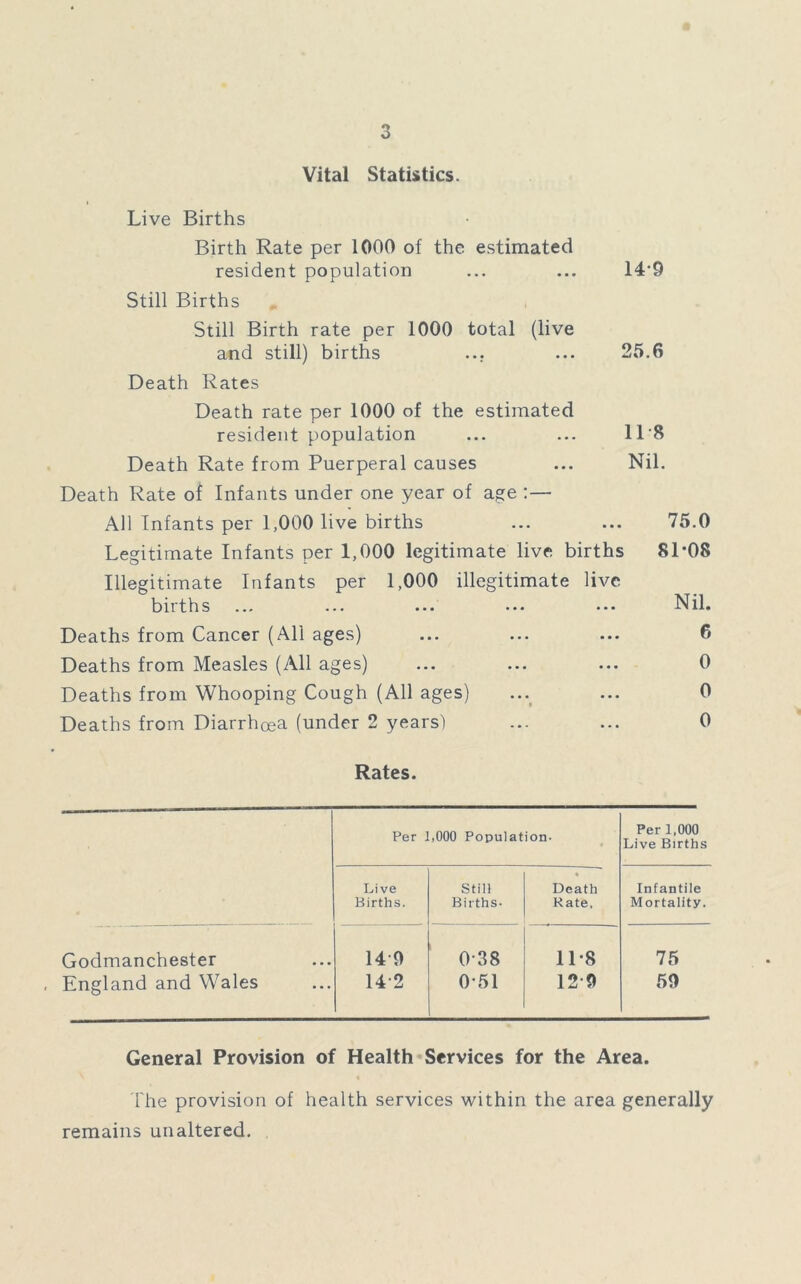 3
Vital Statistics.
Live Births
Birth Rate per 1000 of the estimated
resident population ... ... 14·9
Still Births
Still Birth rate per 1000 total (live
and still) births ... ... 25.6
Death Rates
Death rate per 1000 of the estimated
resident population ... ... 11·8
Death Rate from Puerperal causes ... Nil.
Death Rate of Infants under one year of age :—
All Infants per 1,000 live births ... ... 75.0
Legitimate Infants per 1,000 legitimate live births 81·08
Illegitimate Infants per 1,000 illegitimate live
births ... ... ... ... ... Nil.
Deaths from Cancer (All ages) ... ... ... 6
Deaths from Measles (All ages) ... ... ... 0
Deaths from Whooping Cough (All ages) ... ... 0
Deaths from Diarrhœa (under 2 years) ... ... 0
Rates.
Per 1,000 Population. Per 1,000
Live Births
Live Births. Still Births. Death Rate. Infantile Mortality.
Godmanchester ... 14·9 0·38 11·8 75
England and Wales ... 14·2 0·51 12·9 59
General Provision of Health Services for the Area.
The provision of health services within the area generally
remains unaltered.